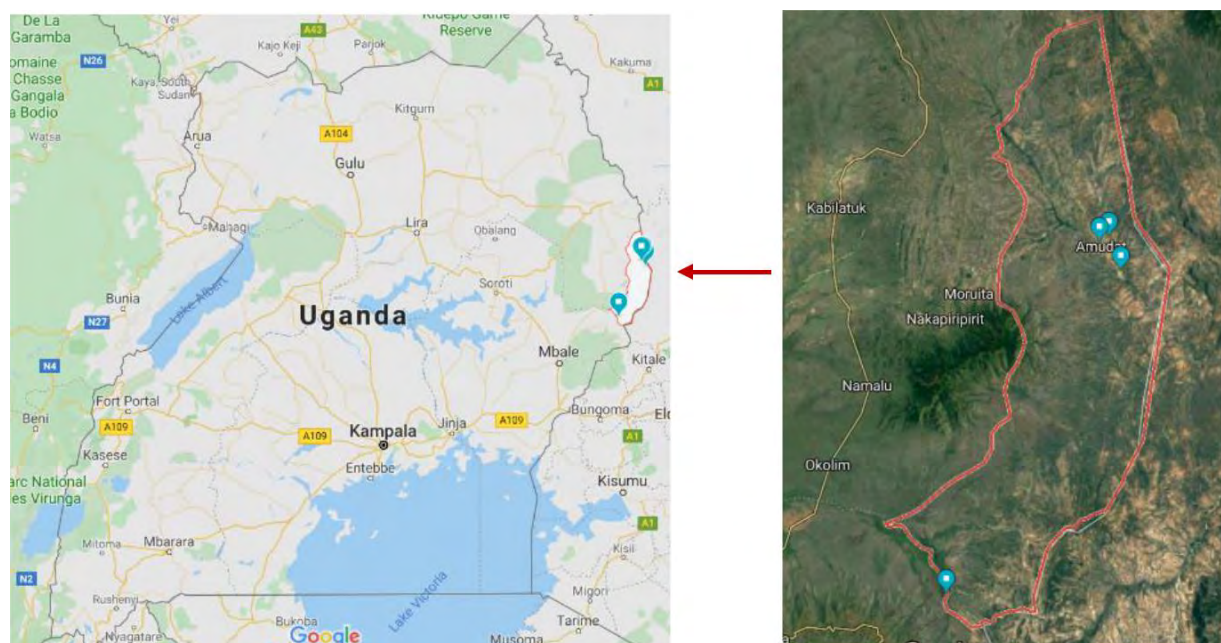 De La
Garamba
Yei
A43
Kidepo Game
Reserve
N26
Kajo Keji
Parjok
omaine
Chasse
Gangala
a Bodio
Kaya, South
Sudan
Kakuma
A1
Kitgum
Watsa
Arua
A104
Gulu
Mahagi
Lira
Obalang
Bunia
Lake Albert
Soroti
N27
Uganda
Mbale
Kitale
N4
Fort Portal
Bungoma
Beni
A109
A109
Jinja
A109
Kampala
A1
Kasese
Entebbe
arc National
es Virunga
Kisumu
A1
Mitoma
Mbarara
Kisii
N2
Lake Victoria
Migori
Rushenyi
Bukoba
Tarime
Nyagatare
Google
Musoma
Kabilatuk
Amudat
Moruita
Nakapiripirit
Namalu
Okolim